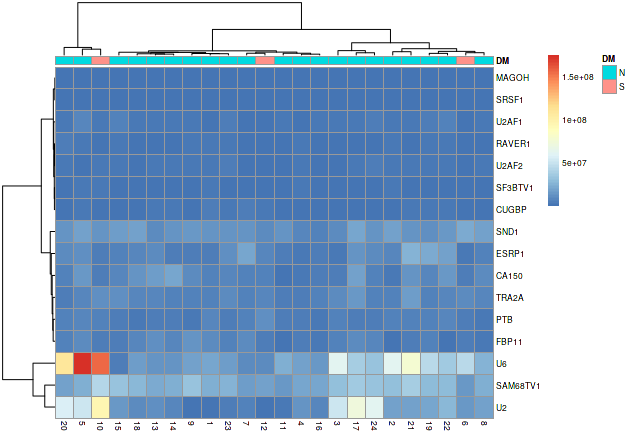 DM
MAGOH
SRSF1
U2AF1
RAVER1
U2AF2
SF3BTV1
CUGBP
SND1
ESRP1
CA150
TRA2A
PTB
FBP11
U6
SAM68TV1
U2
20 5 10 15 18 13 14 9 1 23 7 12 11 4 16 3 17 24 2 21 19 22 6 8
1.5e+08
1e+08
5e+07
DM
N
S